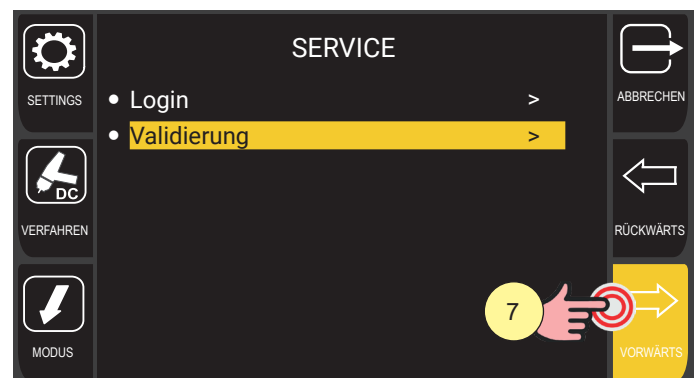 SERVICE
SETTINGS
• Login >
ABBRECHEN
• Validierung >
DC
VERFAHREN
RÜCKWÄRTS
7
MODUS
VORWÄRTS